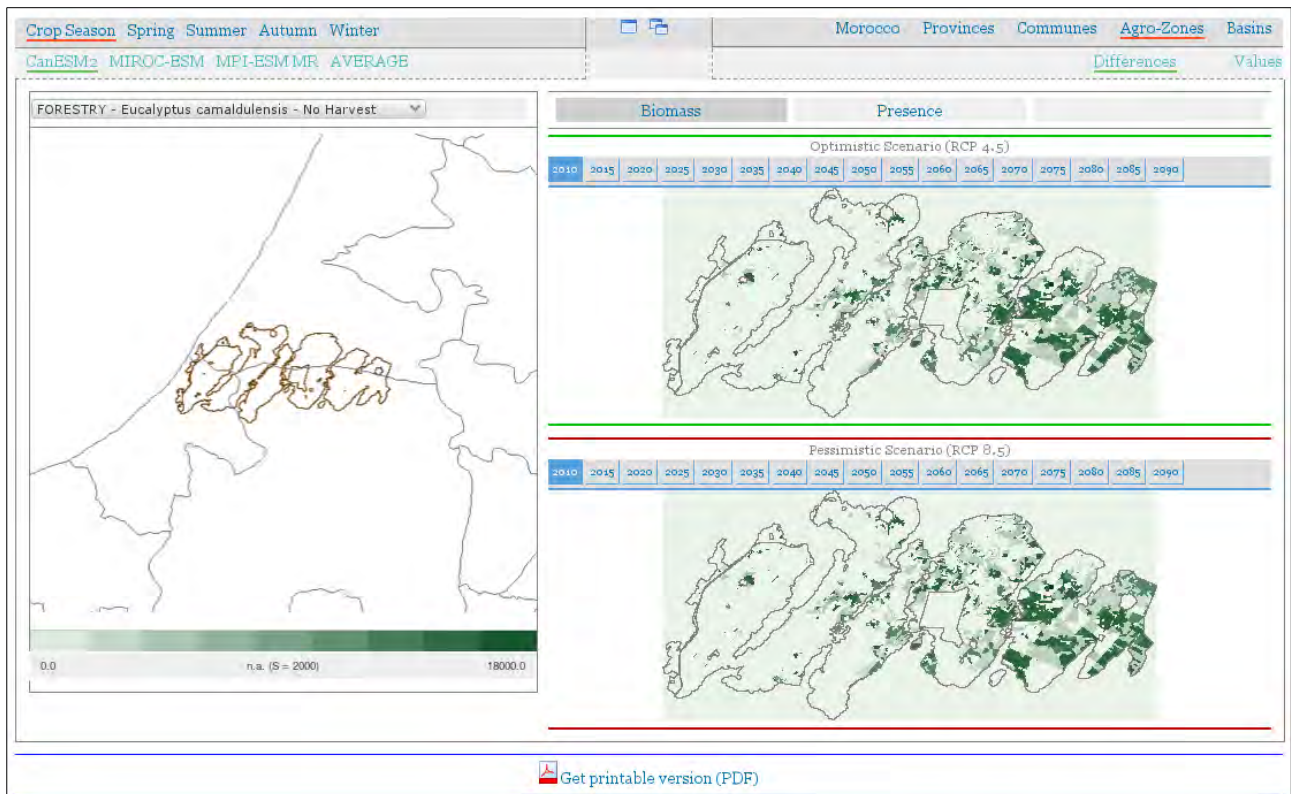 Crop Season Spring Summer Autumn Winter
Morocco Provinces Communes Agro-Zones Basins
CanESM2 MIROC-ESM MPI-ESM MR AVERAGE
Differences Values
FORESTRY - Eucalyptus camaldulensis - No Harvest
Biomass Presence
Optimistic Scenario (RCP 4.5)
2010 2015 2020 2025 2030 2035 2040 2045 2050 2055 2060 2065 2070 2075 2080 2085 2090
Pessimistic Scenario (RCP 8.5)
2010 2015 2020 2025 2030 2035 2040 2045 2050 2055 2060 2065 2070 2075 2080 2085 2090
0.0 n.a. (S = 2000) 18000.0
Get printable version (PDF)